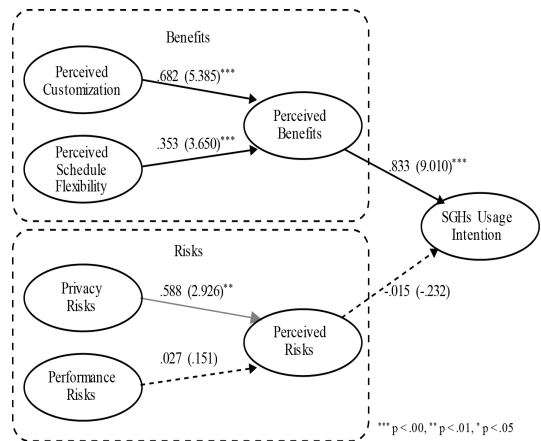 Benefits
Perceived
Customization
.682 (5.385)***
Perceived
Benefits
Perceived
Schedule
Flexibility
.353 (3.650)***
.833 (9.010)***
SGHs Usage
Intention
Risks
Privacy
Risks
.588 (2.926)**
-.015 (-.232)
Perceived
Risks
Performance
Risks
.027 (.151)
*** p < .00, ** p < .01, * p < .05